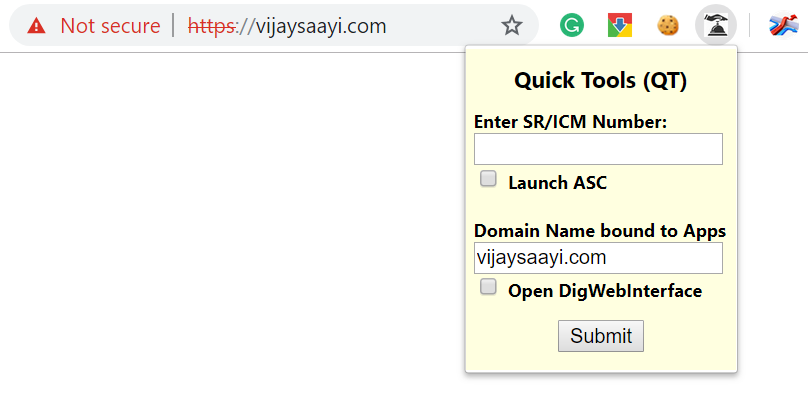 Not secure | https://vijaysaayi.com
Quick Tools (QT)
Enter SR/ICM Number:
Launch ASC
Domain Name bound to Apps
vijaysaayi.com
Open DigWebInterface
Submit